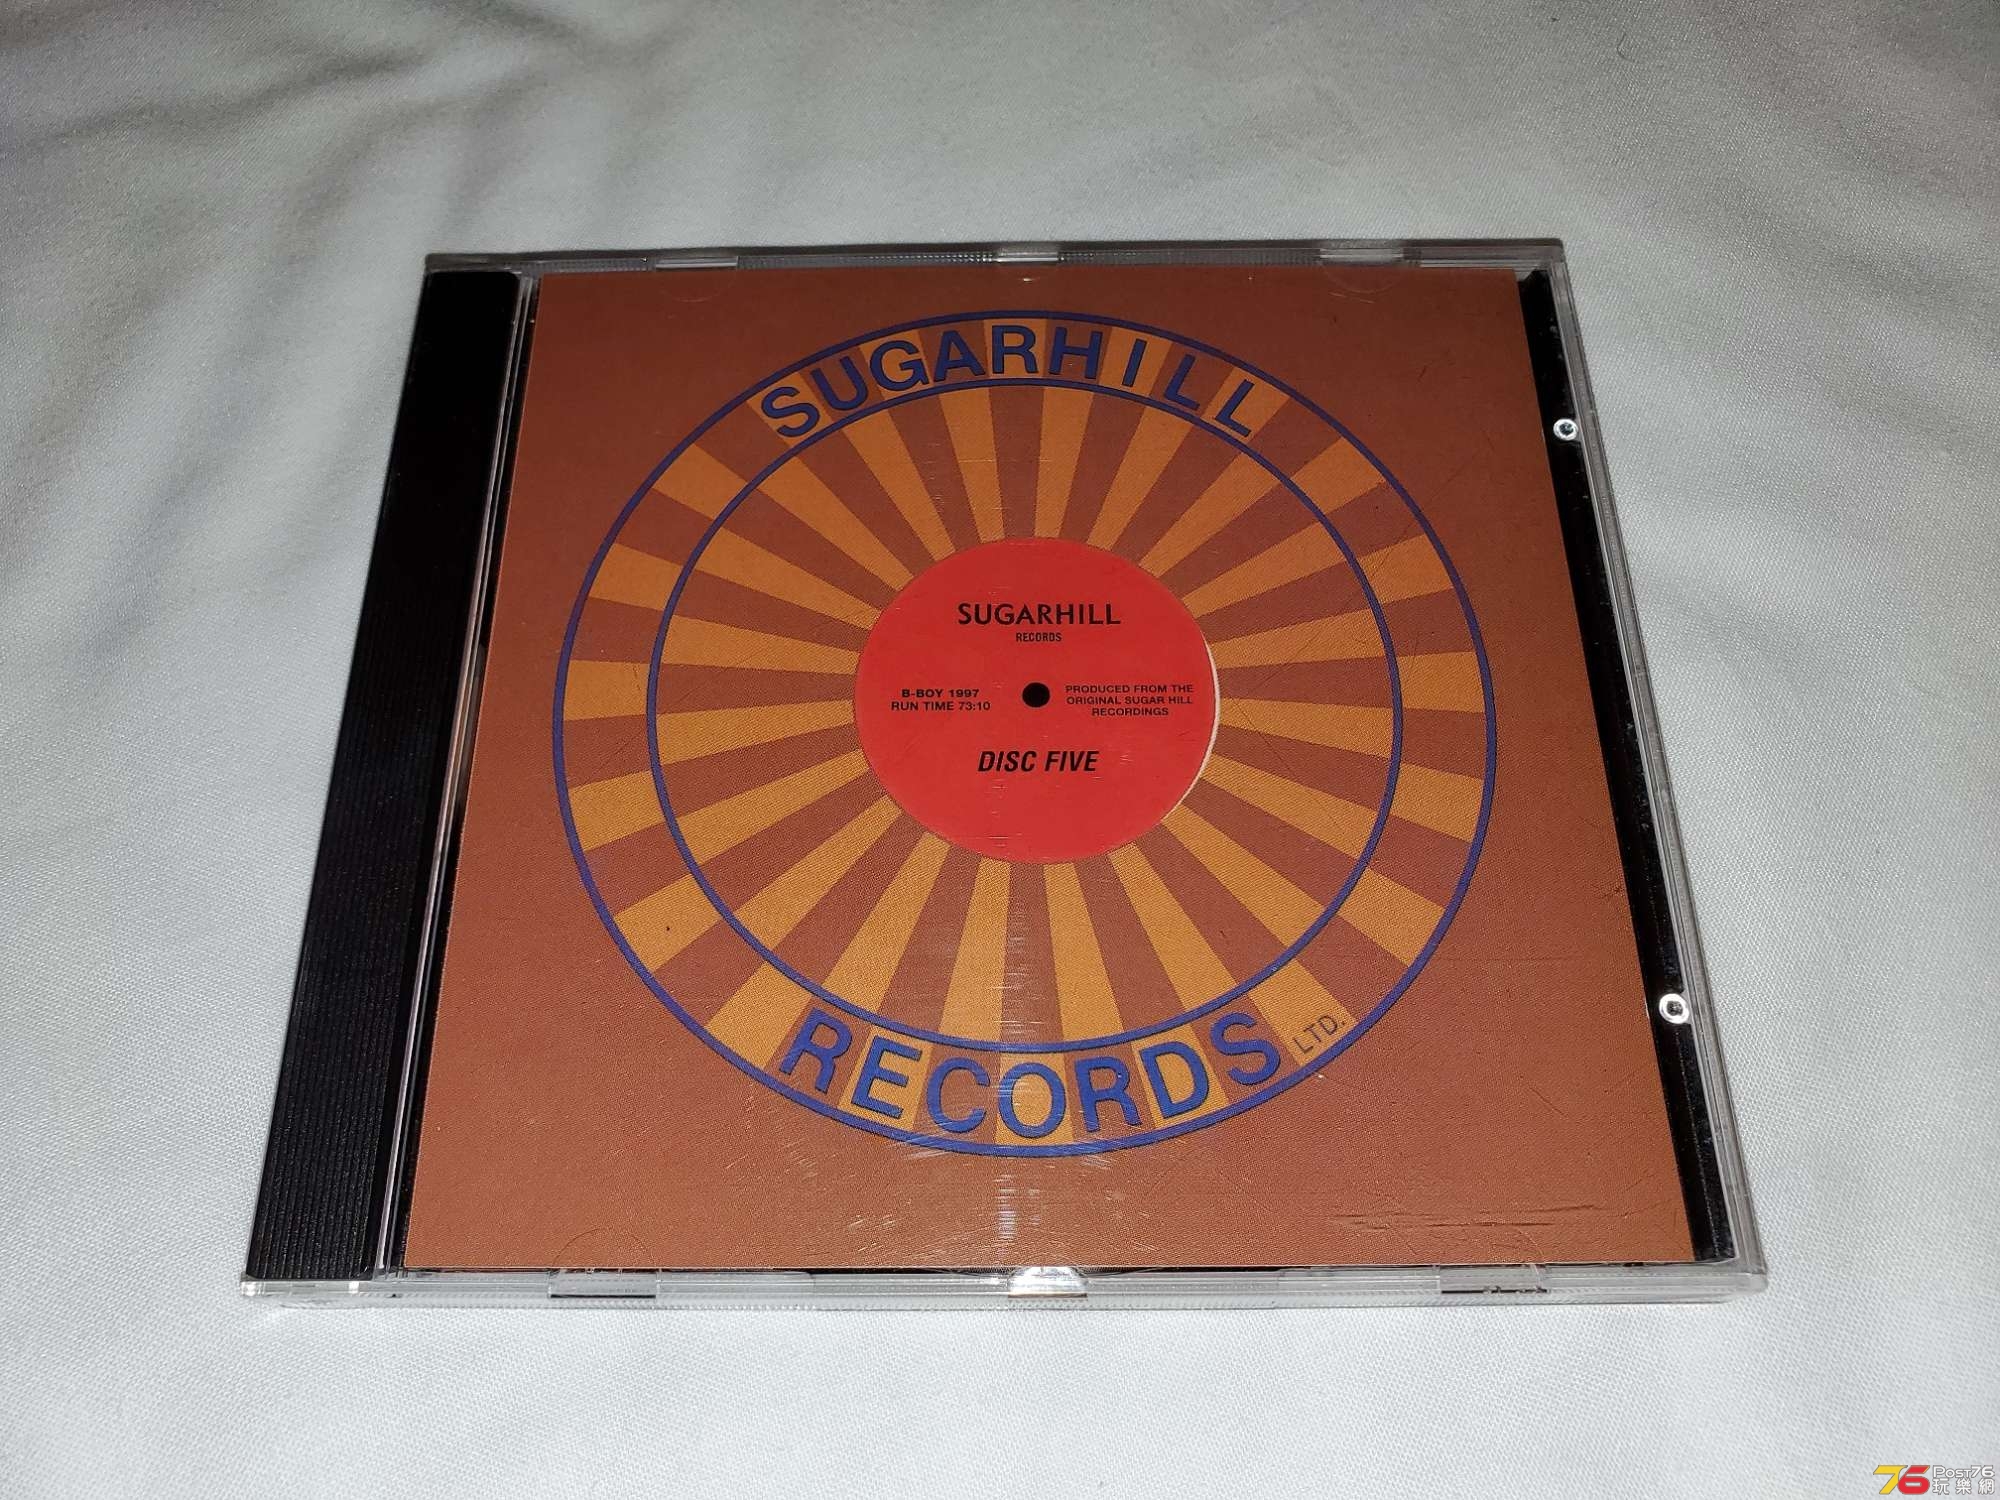 SUGARHILL
SUGARHILL
RECORDS
B-BOY 1997
RUN TIME 73:10
PRODUCED FROM THE
ORIGINAL SUGAR HILL
RECORDINGS
DISC FIVE
RECORDS LTD.
76 Post76
玩樂網